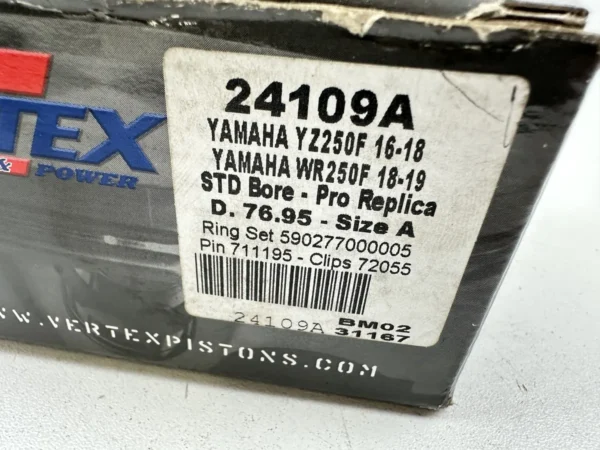 TEX
& POWER
24109A
YAMAHA YZ250F 16-18
YAMAHA WR250F 18-19
STD Bore - Pro Replica
D. 76.95 - Size A
Ring Set 590277000005
Pin 711195 - Clips 72055
24109A BM02
31167
WWW.VERTEXPISTONS.COM